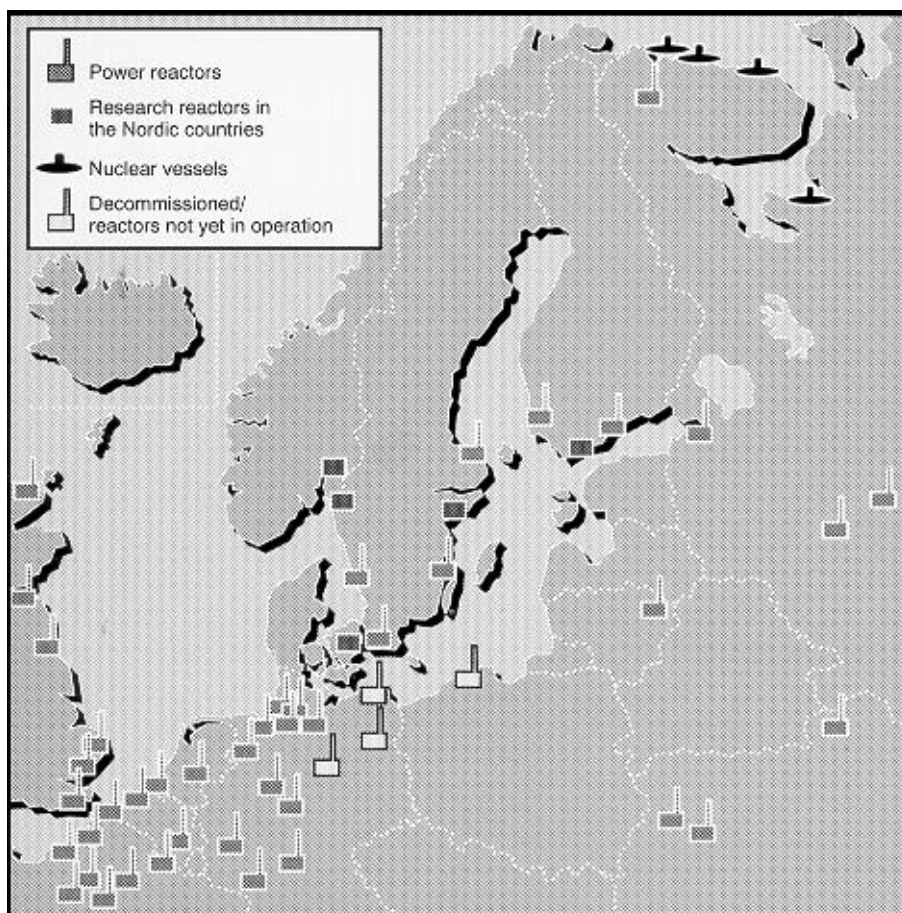 Power reactors
Research reactors in
the Nordic countries
Nuclear vessels
Decommissioned/
reactors not yet in operation